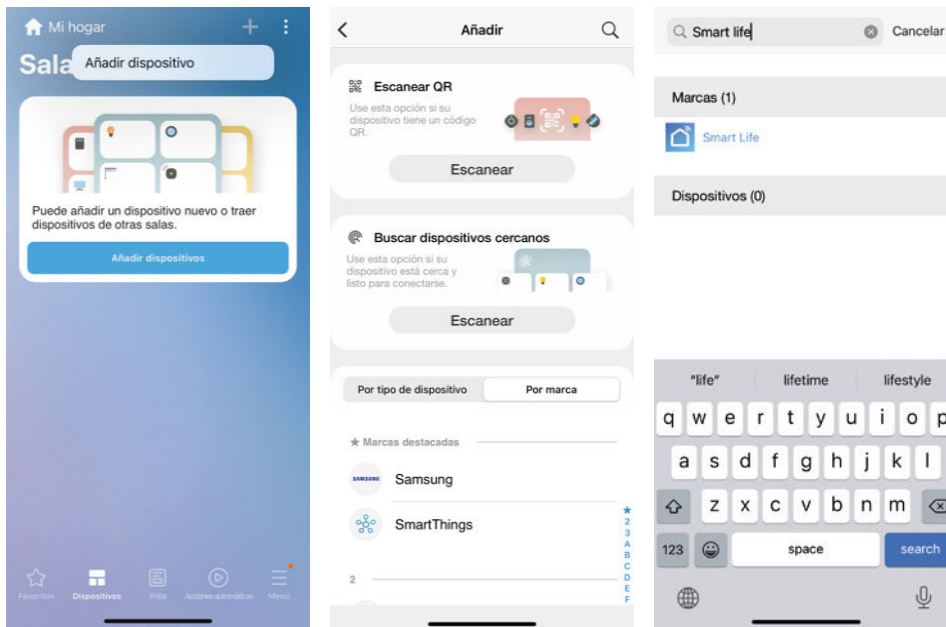 Mi hogar
Sala
Añadir dispositivo
Puede añadir un dispositivo nuevo o traer
dispositivos de otras salas.
Añadir dispositivos
Favoritos
Dispositivos
Vida
Acciones automáticas
Menú
Añadir
Escanear QR
Use esta opción si su
dispositivo tiene un código
QR.
Escanear
Buscar dispositivos cercanos
Use esta opción si su
dispositivo está cerca y
listo para conectarse.
Escanear
Por tipo de dispositivo
Por marca
★ Marcas destacadas
SAMSUNG
Samsung
SmartThings
2
★
2
3
A
B
C
D
E
F
Smart life
Cancelar
Marcas (1)
Smart Life
Dispositivos (0)
"life" lifetime lifestyle
q w e r t y u i o p
a s d f g h j k l
z x c v b n m
123 space search